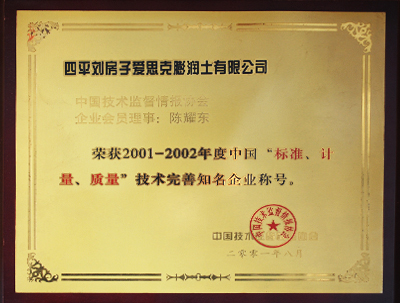 四平刘房子爱思克膨润土有限公司
中国技术监督情报协会
企业会员理事：陈耀东
荣获2001-2002年度中国“标准、计
量、质量”技术完善知名企业称号。
中国技术监督情报协会
二零零一年八月